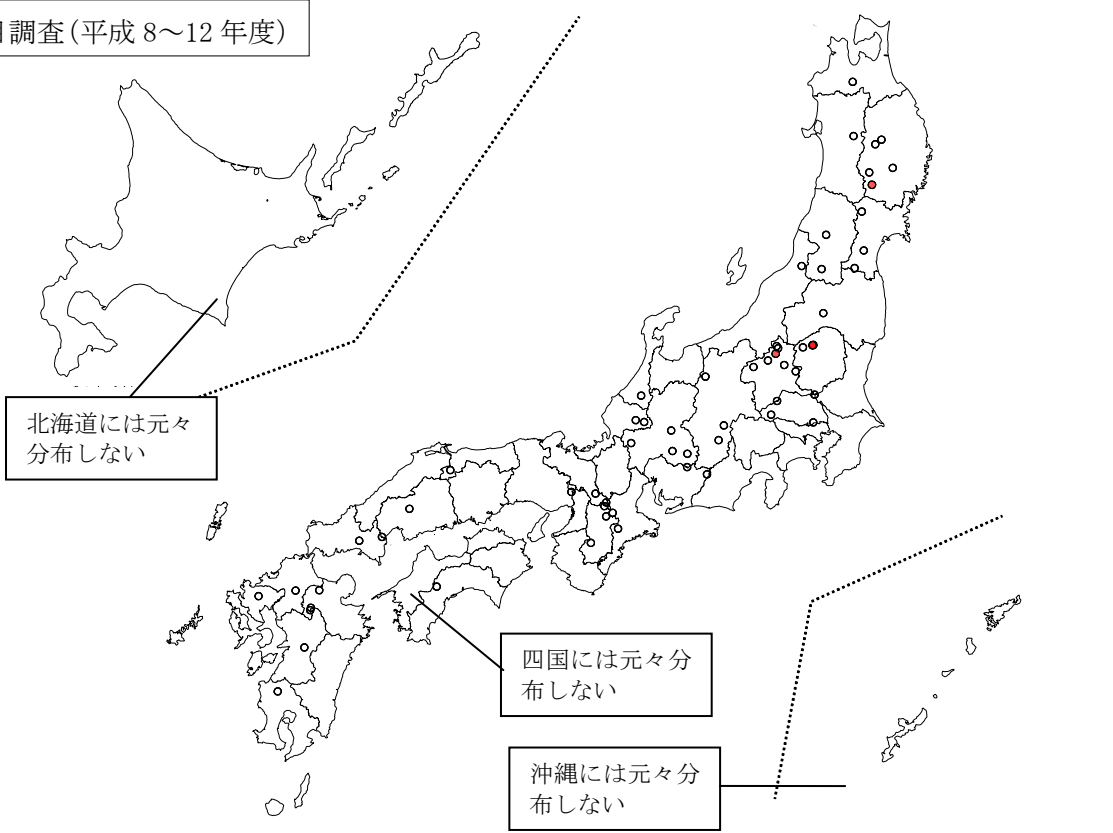 調査(平成 8～12 年度)
北海道には元々
分布しない
四国には元々分
布しない
沖縄には元々分
布しない